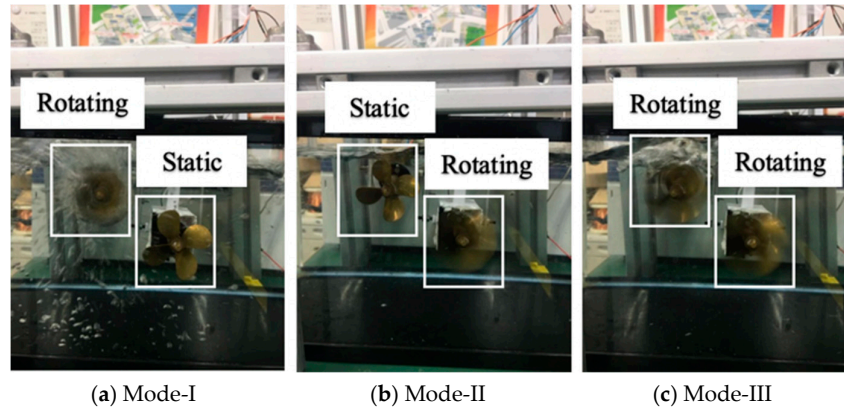 Rotating
Static
Static
Rotating
Rotating
Rotating
(a) Mode-I
(b) Mode-II
(c) Mode-III